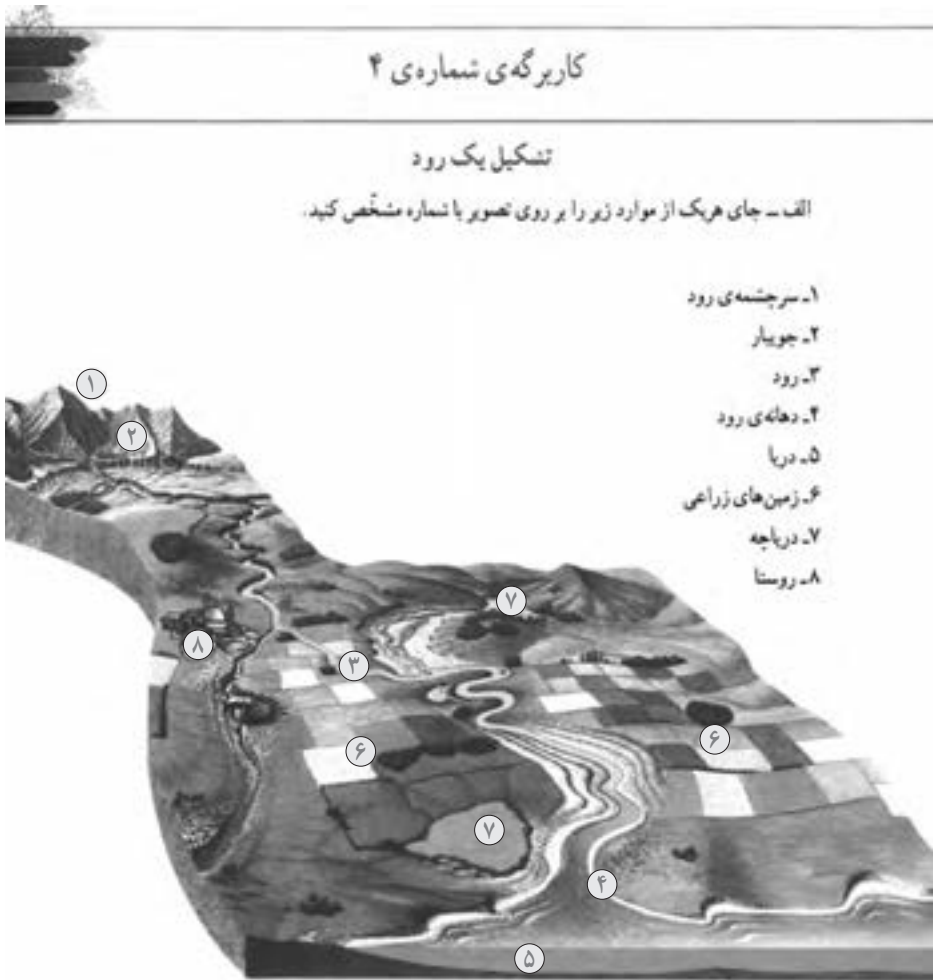 کاربرگه‌ی شماره‌ی ۴
تشکیل یک رود
الف ــ جای هریک از موارد زیر را بر روی تصویر با شماره مشخّص کنید.
۱ـ سرچشمه‌ی رود
۲ـ جویبار
۳ـ رود
۴ـ دهانه‌ی رود
۵ـ دریا
۶ـ زمین‌های زراعی
۷ـ دریاچه
۸ـ روستا
۱
۲
۷
۸
۳
۶
۶
۷
۴
۵